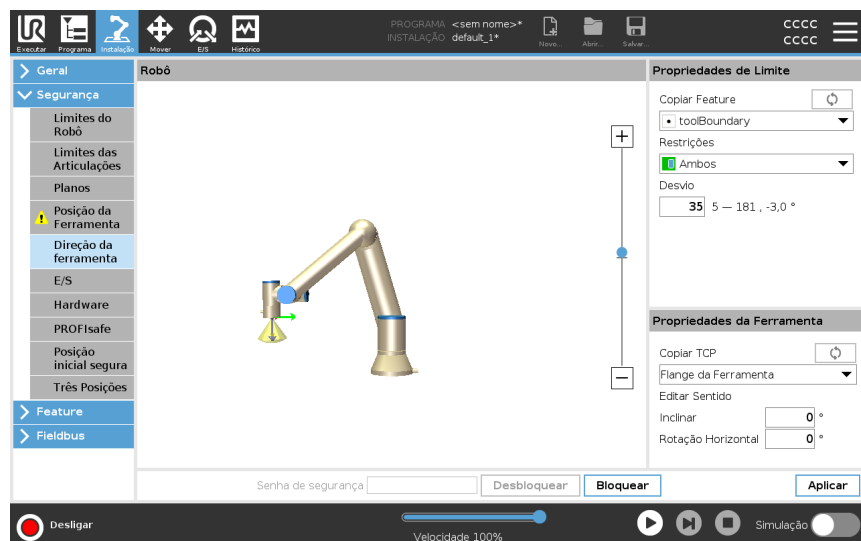 PROGRAMA <sem nome>*
INSTALAÇÃO default_1*
Executar Programa Instalação Mover E/S Histórico Novo... Abrir... Salvar...
CCCC
CCCC
Geral
Segurança
Limites do
Robô
Limites das
Articulações
Planos
Posição da
Ferramenta
Direção da
ferramenta
E/S
Hardware
PROFIsafe
Posição
inicial segura
Três Posições
Feature
Fieldbus
Robô
Propriedades de Limite
Copiar Feature
toolBoundary
Restrições
Ambos
Desvio
35 5 — 181 , -3,0 °
Propriedades da Ferramenta
Copiar TCP
Flange da Ferramenta
Editar Sentido
Inclinar 0 °
Rotação Horizontal 0 °
Senha de segurança Desbloquear Bloquear Aplicar
Desligar
Velocidade 100%
Simulação